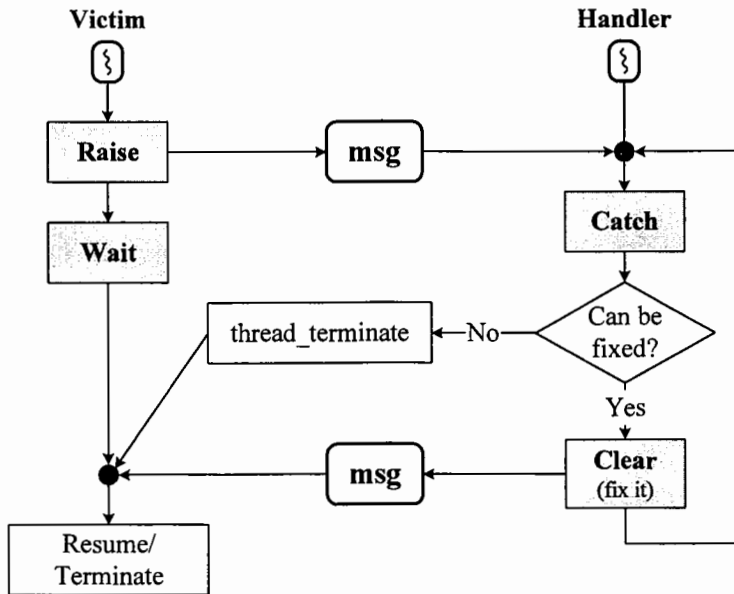 Victim
Handler
Raise
msg
Catch
Wait
Can be
fixed?
No
thread_terminate
Yes
Clear
(fix it)
msg
Resume/
Terminate